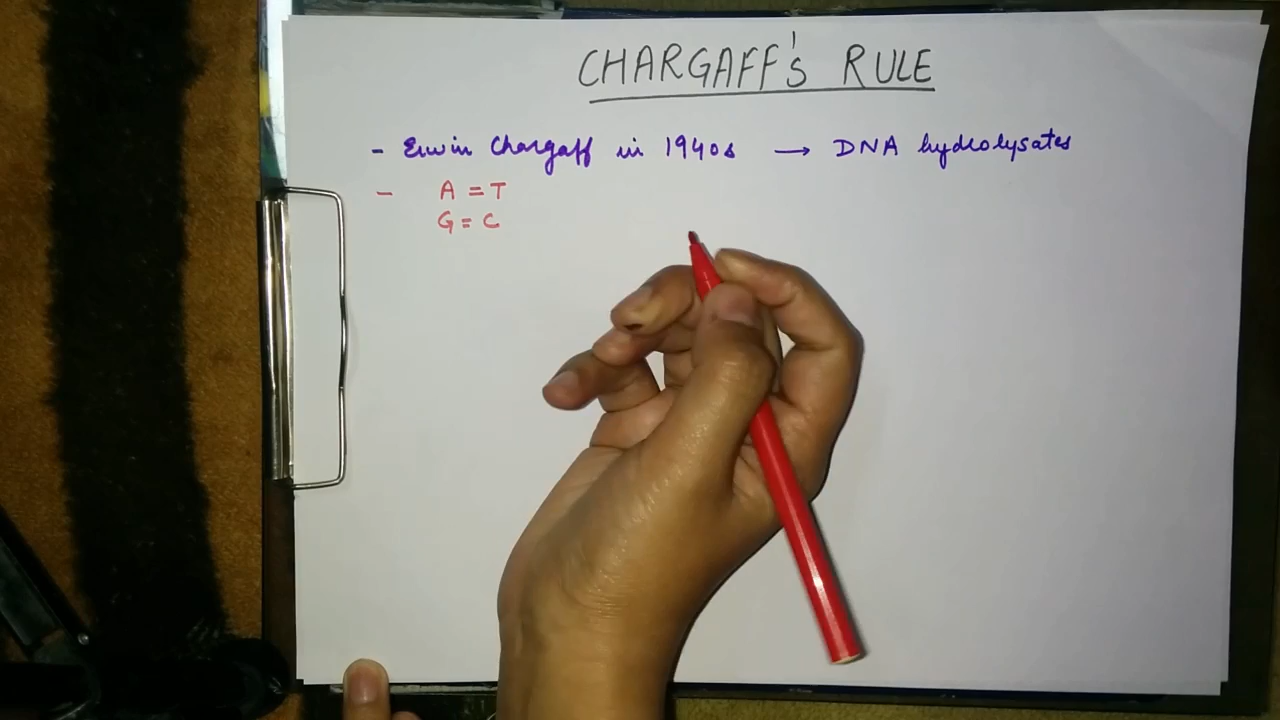 CHARGAFF's RULE
- Erwin Chargaff in 1940s → DNA hydrolysates
- A = T
G = C